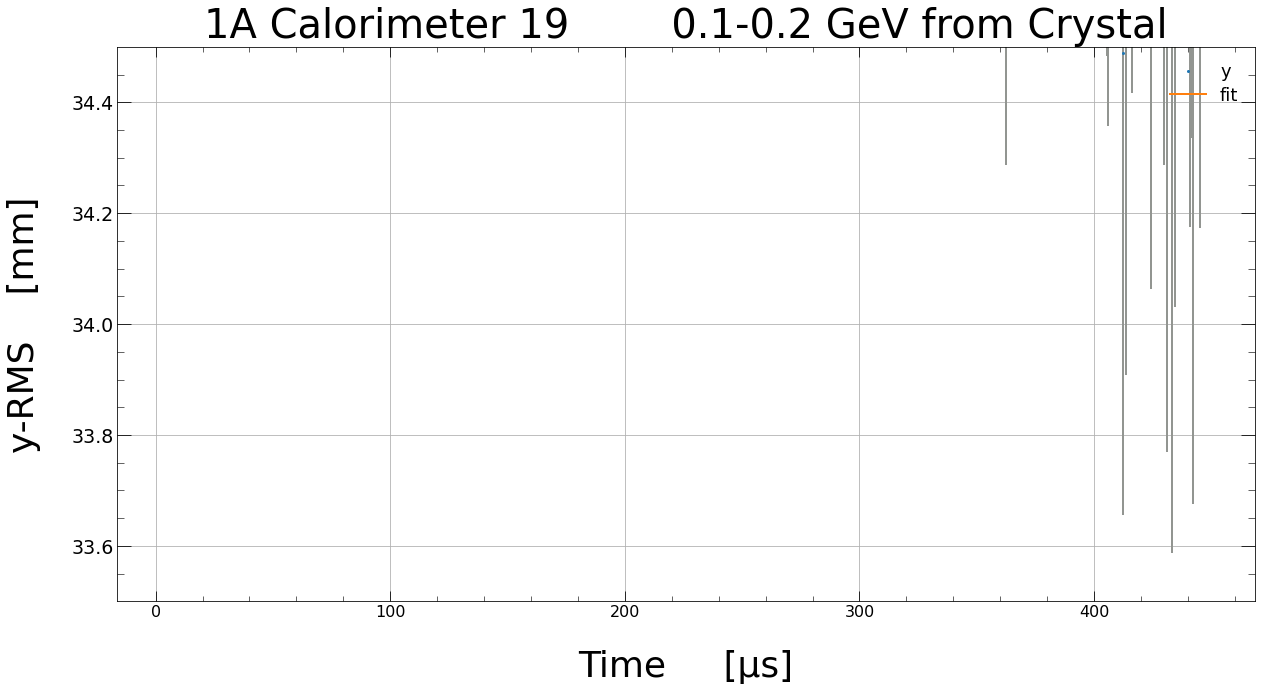 1A Calorimeter 19 0.1-0.2 GeV from Crystal
y
fit
34.4
34.2
34.0
33.8
33.6
y-RMS [mm]
0 100 200 300 400
Time [μs]